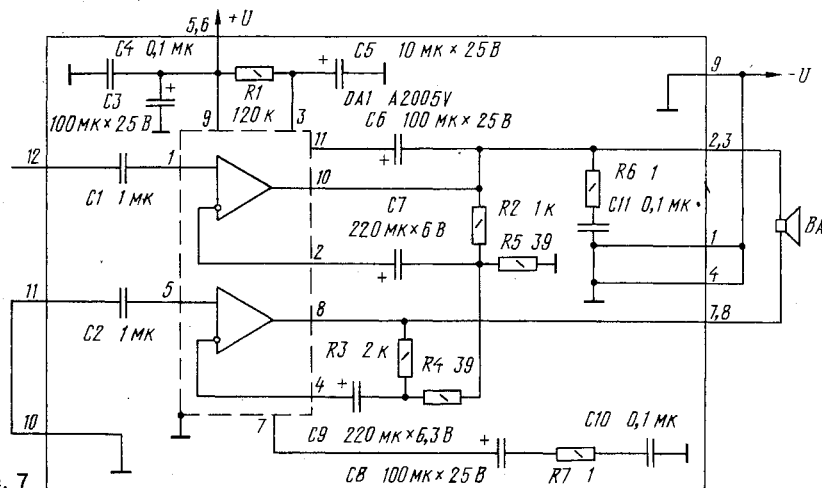 5,6 +U
C4 0,1 мк
C5 10 мк × 25 В
9
-U
C3
+
R1
+
DA1 A2005V
100 мк × 25 В
9
120 к
3
C6 100 мк × 25 В
11
2,3
12
1
+
R6 1
10
C1 1 мк
C7
R2 1 к
C11 0,1 мк
220 мк × 6 В
R5 39
ВА
2
1
+
4
11
5
8
7,8
C2 1 мк
R3 2 к
R4 39
4
+
10
7
C9 220 мк × 6,3 В
C10 0,1 мк
+
C8 100 мк × 25 В
R7 1
. 7